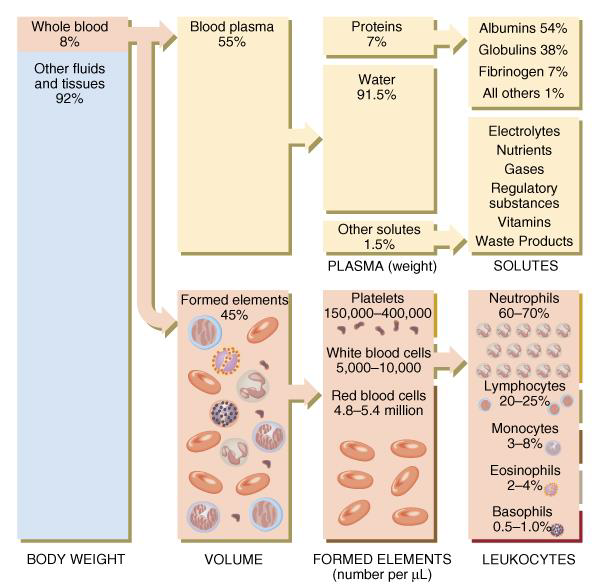 Whole blood
8%
Other fluids
and tissues
92%
BODY WEIGHT
Blood plasma
55%
Formed elements
45%
VOLUME
Proteins
7%
Water
91.5%
Other solutes
1.5%
PLASMA (weight)
Albumins 54%
Globulins 38%
Fibrinogen 7%
All others 1%
Electrolytes
Nutrients
Gases
Regulatory
substances
Vitamins
Waste Products
SOLUTES
Platelets
150,000–400,000
White blood cells
5,000–10,000
Red blood cells
4.8–5.4 million
FORMED ELEMENTS
(number per μL)
Neutrophils
60–70%
Lymphocytes
20–25%
Monocytes
3–8%
Eosinophils
2–4%
Basophils
0.5–1.0%
LEUKOCYTES